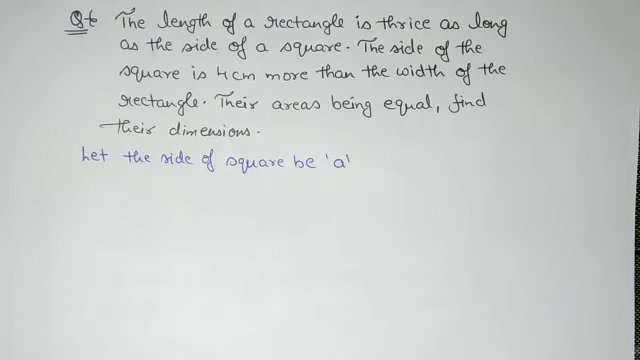 Q6 The length of a rectangle is thrice as long
as the side of a square. The side of the
square is 4 cm more than the width of the
rectangle. Their areas being equal, find
their dimensions.
Let the side of square be 'a'